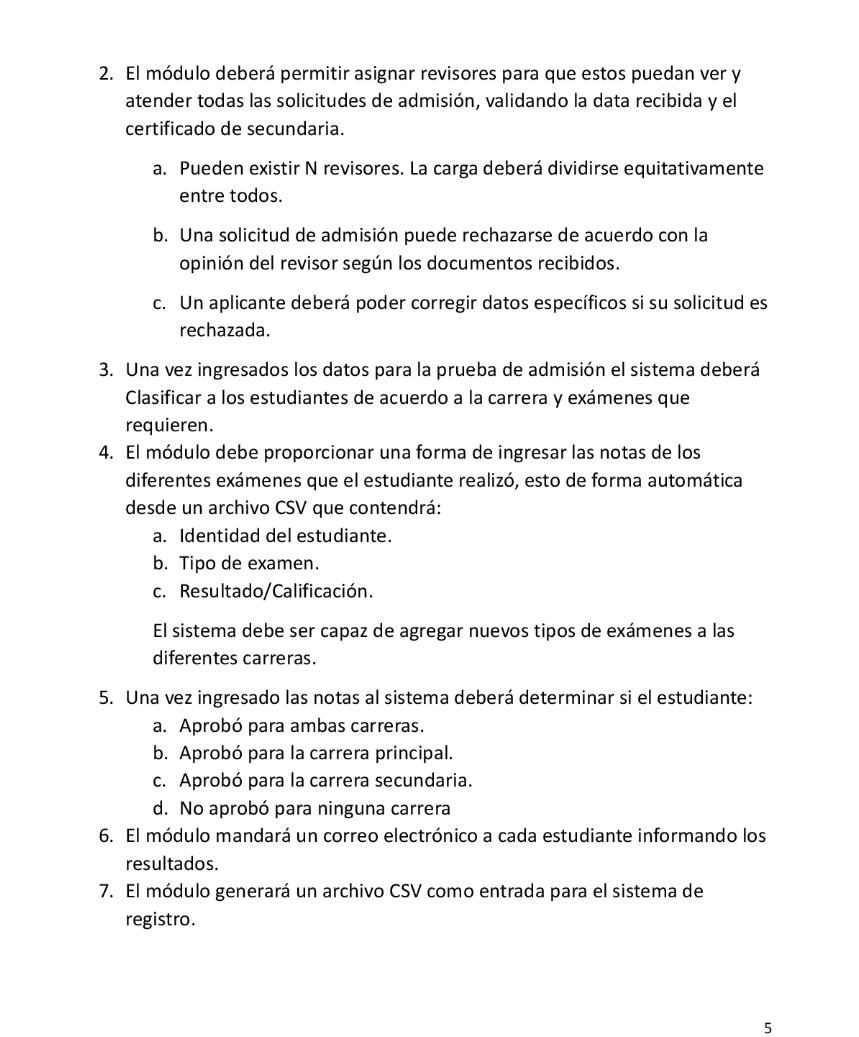 2. El módulo deberá permitir asignar revisores para que estos puedan ver y
atender todas las solicitudes de admisión, validando la data recibida y el
certificado de secundaria.
a. Pueden existir N revisores. La carga deberá dividirse equitativamente
entre todos.
b. Una solicitud de admisión puede rechazarse de acuerdo con la
opinión del revisor según los documentos recibidos.
c. Un aplicante deberá poder corregir datos específicos si su solicitud es
rechazada.
3. Una vez ingresados los datos para la prueba de admisión el sistema deberá
Clasificar a los estudiantes de acuerdo a la carrera y exámenes que
requieren.
4. El módulo debe proporcionar una forma de ingresar las notas de los
diferentes exámenes que el estudiante realizó, esto de forma automática
desde un archivo CSV que contendrá:
a. Identidad del estudiante.
b. Tipo de examen.
c. Resultado/Calificación.
El sistema debe ser capaz de agregar nuevos tipos de exámenes a las
diferentes carreras.
5. Una vez ingresado las notas al sistema deberá determinar si el estudiante:
a. Aprobó para ambas carreras.
b. Aprobó para la carrera principal.
c. Aprobó para la carrera secundaria.
d. No aprobó para ninguna carrera
6. El módulo mandará un correo electrónico a cada estudiante informando los
resultados.
7. El módulo generará un archivo CSV como entrada para el sistema de
registro.
5